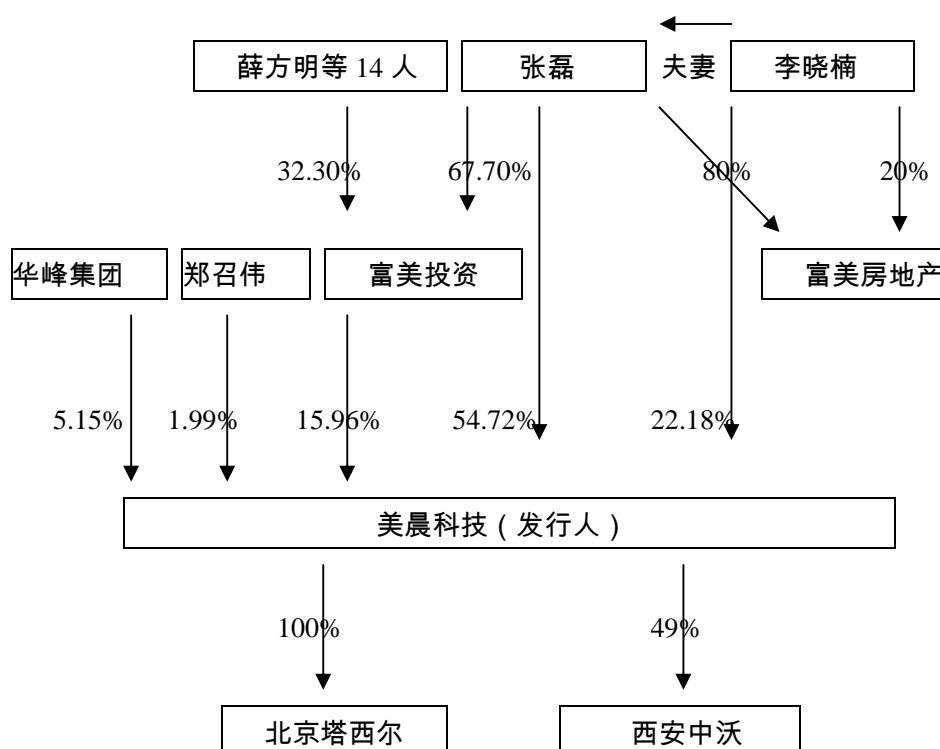 薛方明等 14 人
张磊
夫妻
李晓楠
32.30%
67.70%
80%
20%
华峰集团
郑召伟
富美投资
富美房地产
5.15%
1.99%
15.96%
54.72%
22.18%
美晨科技（发行人）
100%
49%
北京塔西尔
西安中沃